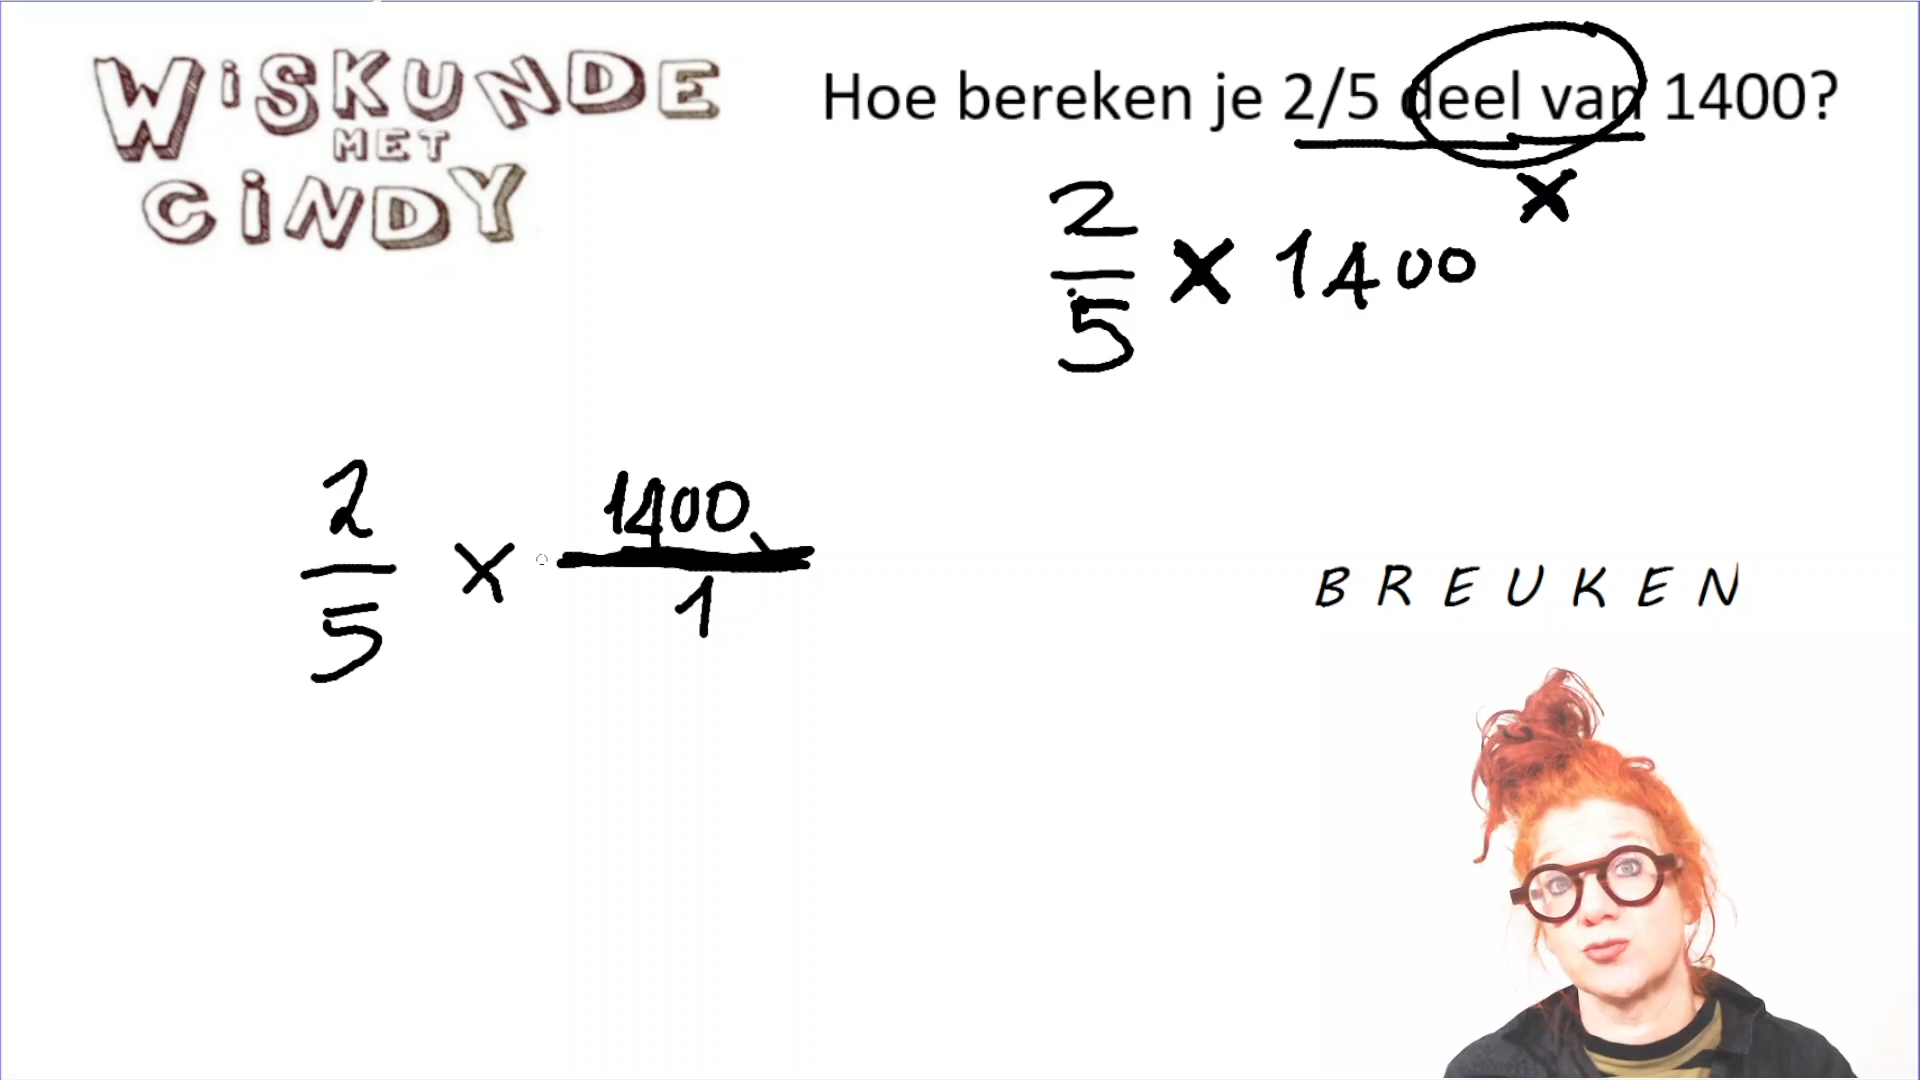 WISKUNDE
MET
CINDY
Hoe bereken je 2/5 deel van 1400?
x
2/5 x 1400
2/5 x 1400/1
BREUKEN